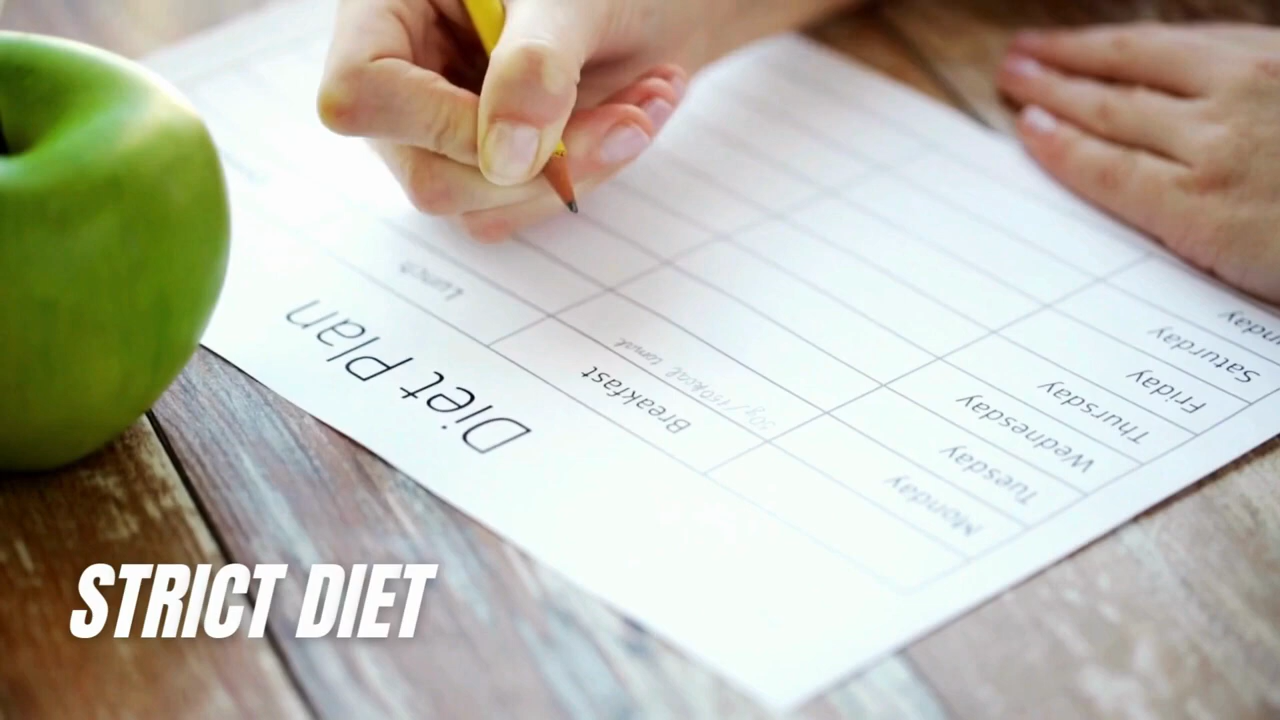 Diet Plan
Breakfast
Lunch
Monday
Tuesday
Wednesday
Thursday
Friday
Saturday
STRICT DIET